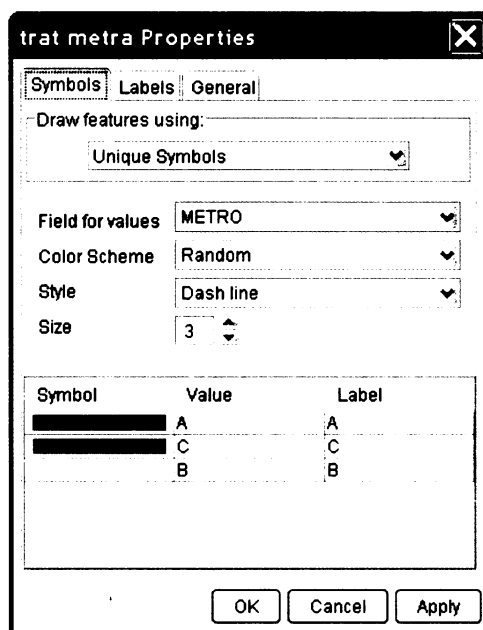 trat metra Properties
Symbols Labels General
Draw features using:
Unique Symbols
Field for values METRO
Color Scheme Random
Style Dash line
Size 3
Symbol Value Label
A A
C C
B B
OK Cancel Apply